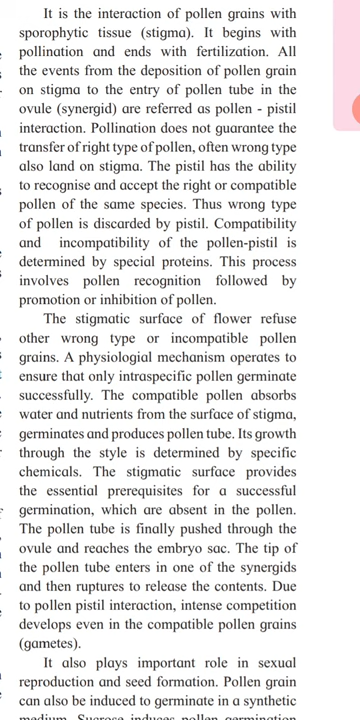 It is the interaction of pollen grains with
sporophytic tissue (stigma). It begins with
pollination and ends with fertilization. All
the events from the deposition of pollen grain
on stigma to the entry of pollen tube in the
ovule (synergid) are referred as pollen - pistil
interaction. Pollination does not guarantee the
transfer of right type of pollen, often wrong type
also land on stigma. The pistil has the ability
to recognise and accept the right or compatible
pollen of the same species. Thus wrong type
of pollen is discarded by pistil. Compatibility
and incompatibility of the pollen-pistil is
determined by special proteins. This process
involves pollen recognition followed by
promotion or inhibition of pollen.
The stigmatic surface of flower refuse
other wrong type or incompatible pollen
grains. A physiologial mechanism operates to
ensure that only intraspecific pollen germinate
successfully. The compatible pollen absorbs
water and nutrients from the surface of stigma,
germinates and produces pollen tube. Its growth
through the style is determined by specific
chemicals. The stigmatic surface provides
the essential prerequisites for a successful
germination, which are absent in the pollen.
The pollen tube is finally pushed through the
ovule and reaches the embryo sac. The tip of
the pollen tube enters in one of the synergids
and then ruptures to release the contents. Due
to pollen pistil interaction, intense competition
develops even in the compatible pollen grains
(gametes).
It also plays important role in sexual
reproduction and seed formation. Pollen grain
can also be induced to germinate in a synthetic
medium. Sucrose induces pollen germination